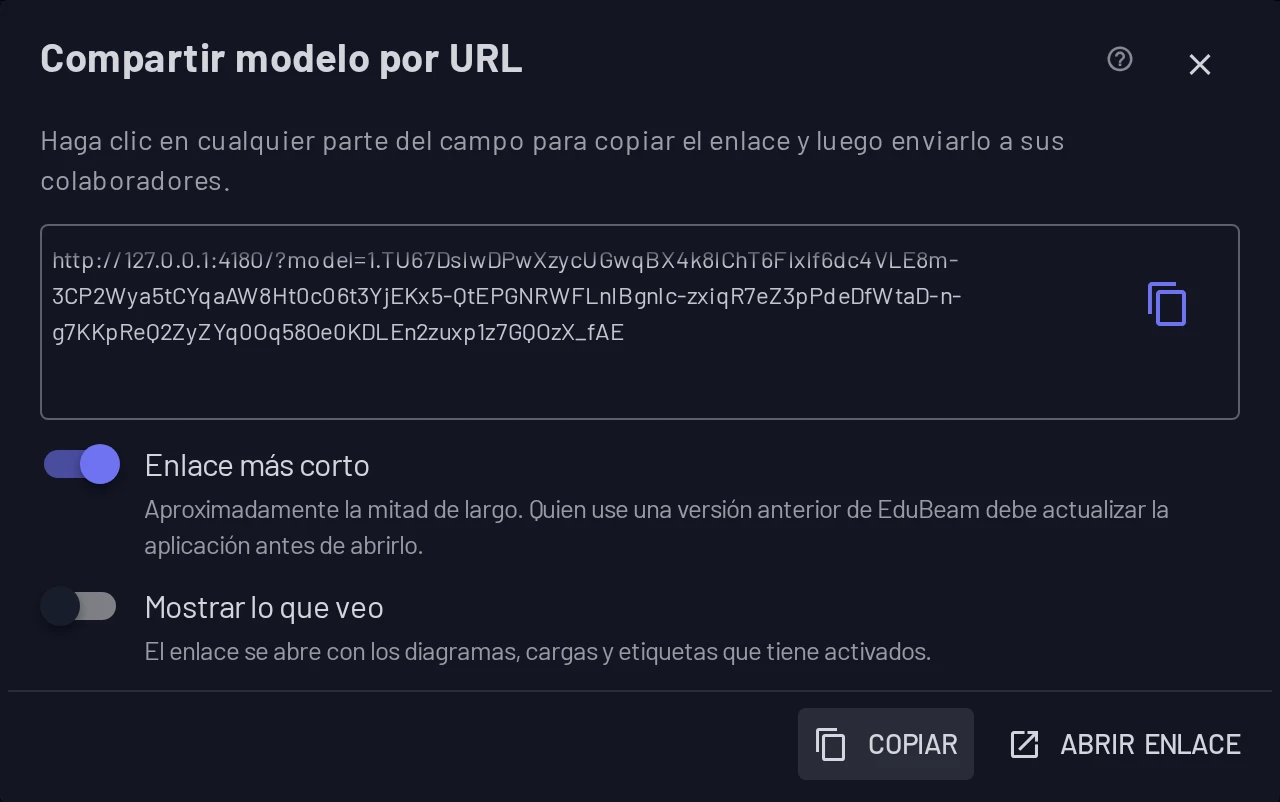 Compartir modelo por URL
Haga clic en cualquier parte del campo para copiar el enlace y luego enviarlo a sus
colaboradores.
http://127.0.0.1:4180/?model=1.TU67DsIwDPwXzycUGwqBX4k8IChT6FIxIf6dc4VLE8m-
3CP2Wya5tCYqaAW8Ht0c06t3YjEKx5-QtEPGNRWFLnIBgnIc-zxiqR7eZ3pPdeDfWtaD-n-
g7KKpReQ2ZyZYq0Oq58Oe0KDLEn2zuxp1z7GQOzX_fAE
Enlace más corto
Aproximadamente la mitad de largo. Quien use una versión anterior de EduBeam debe actualizar la
aplicación antes de abrirlo.
Mostrar lo que veo
El enlace se abre con los diagramas, cargas y etiquetas que tiene activados.
COPIAR
ABRIR ENLACE